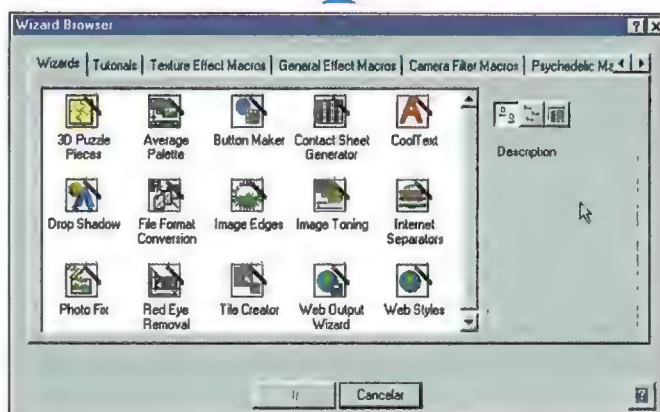 Wizard Browser
Wizards Tutorials Texture Effect Macros General Effect Macros Camera Filter Macros Psychedelic Ma
3D Puzzle Pieces
Average Palette
Button Maker
Contact Sheet Generator
CoolText
Description
Drop Shadow
File Format Conversion
Image Edges
Image Toning
Internet Separators
Photo Fix
Red Eye Removal
Tile Creator
Web Output Wizard
Web Styles
Ir
Cancelar